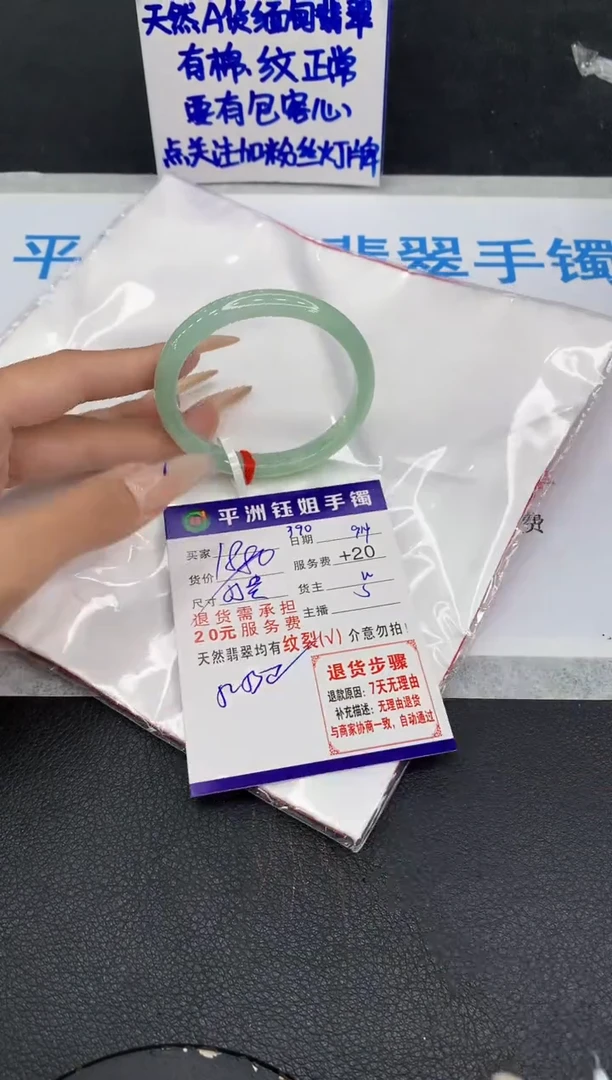 天然A货缅甸翡翠
有棉、纹正常
要有包容心
点关注加粉丝灯牌
平
翡翠手镯
费
平洲钰姐手镯
390
买家
日期
1880
货价
服务费 +20
尺寸
货主
主播
退货需承担
20元服务费
天然翡翠均有纹裂(√) 介意勿拍!
退货步骤
退款原因:7天无理由
补充描述:无理由退货
与商家协商一致,自动通过